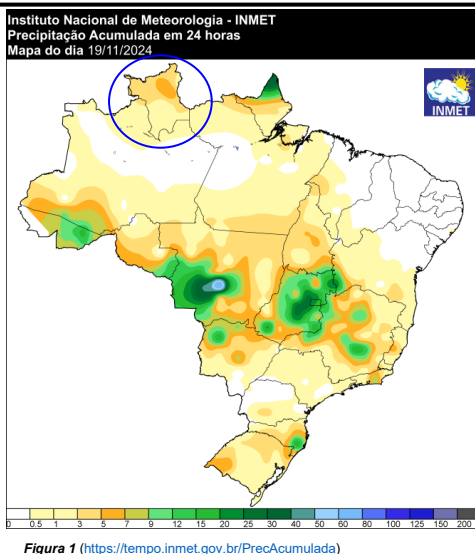 Instituto Nacional de Meteorologia - INMET
Precipitação Acumulada em 24 horas
Mapa do dia 19/11/2024
INMET
0 0.5 1 3 5 7 9 12 15 20 25 30 40 50 60 80 100 125 150 200
Figura 1 (https://tempo.inmet.gov.br/PrecAcumulada)